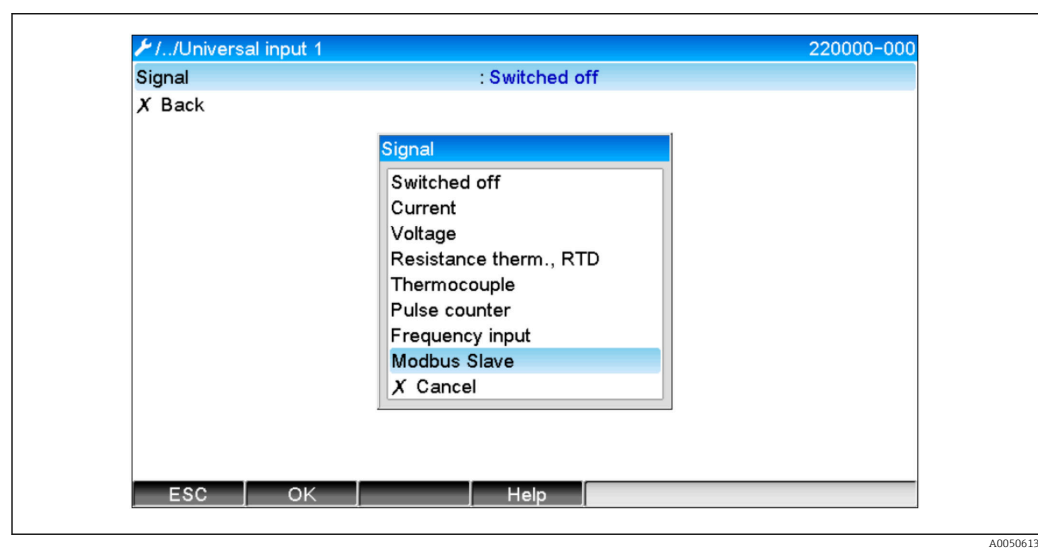 /../Universal input 1 220000-000
Signal : Switched off
X Back
Signal
Switched off
Current
Voltage
Resistance therm., RTD
Thermocouple
Pulse counter
Frequency input
Modbus Slave
X Cancel
ESC OK Help
A0050613